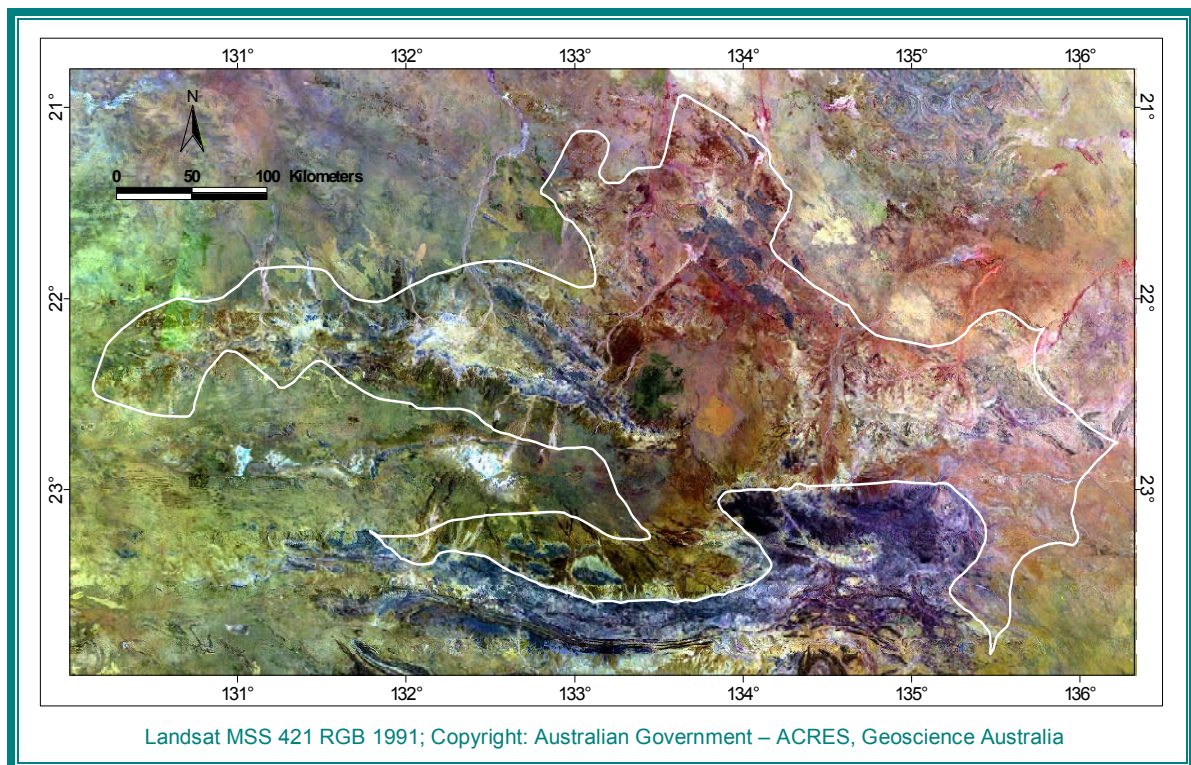 131° 132° 133° 134° 135° 136°
21° 21°
N
0 50 100 Kilometers
22° 22°
23° 23°
131° 132° 133° 134° 135° 136°
Landsat MSS 421 RGB 1991; Copyright: Australian Government – ACRES, Geoscience Australia